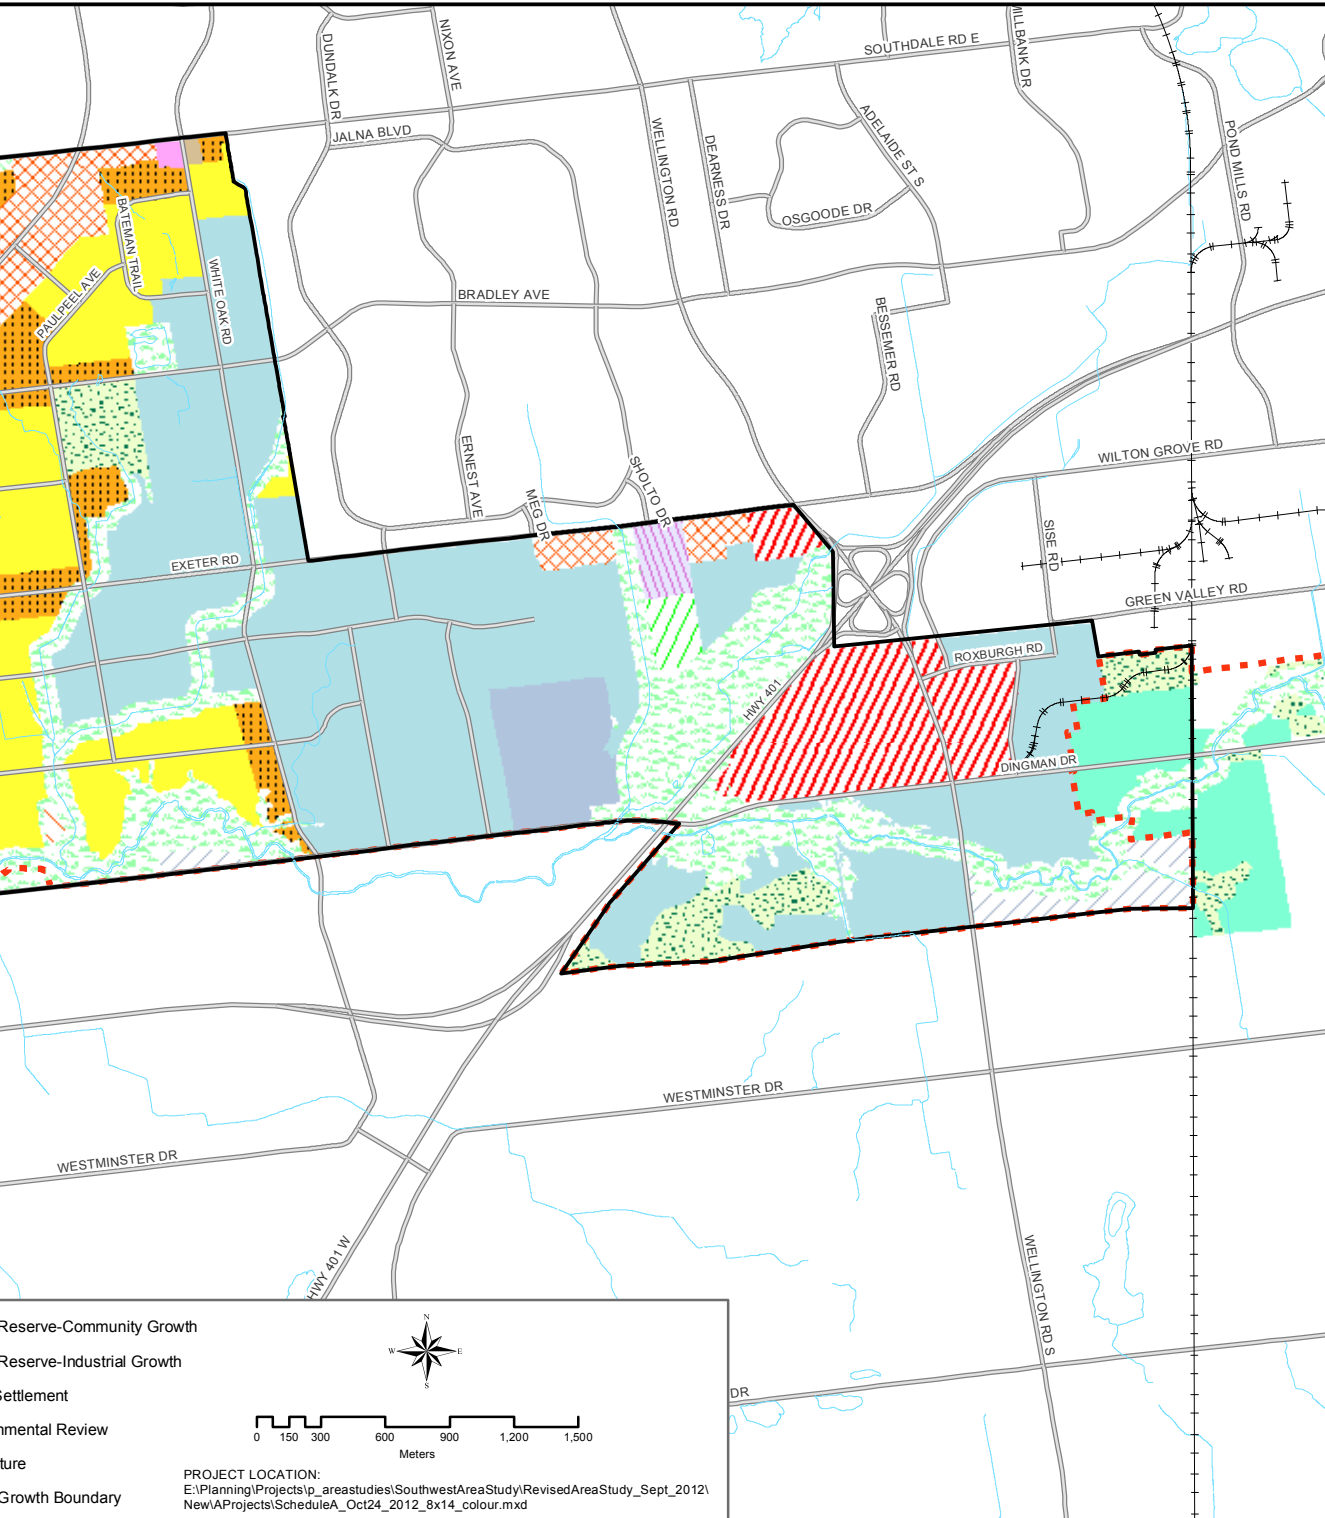 SOUTHDALE RD E
MILLBANK DR
NIXON AVE
DUNDALK DR
JALNA BLVD
WELLINGTON RD
DEARNESS DR
ADELAIDE ST S
POND MILLS RD
OSGOODE DR
BATEMAN TRAIL
WHITE OAK RD
PAULPEEL AVE
BRADLEY AVE
BESSEMER RD
ERNEST AVE
SHOLTO DR
MEG DR
WILTON GROVE RD
SISE RD
EXETER RD
GREEN VALLEY RD
ROXBURGH RD
HWY 401
DINGMAN DR
WESTMINSTER DR
WESTMINSTER DR
HWY 401 W
WELLINGTON RD S
DR
Reserve-Community Growth
Reserve-Industrial Growth
Settlement
nmental Review
ture
Growth Boundary
N
W E
S
0 150 300 600 900 1,200 1,500
Meters
PROJECT LOCATION:
E:\Planning\Projects\p_areastudies\SouthwestAreaStudy\RevisedAreaStudy_Sept_2012\
New\AProjects\ScheduleA_Oct24_2012_8x14_colour.mxd